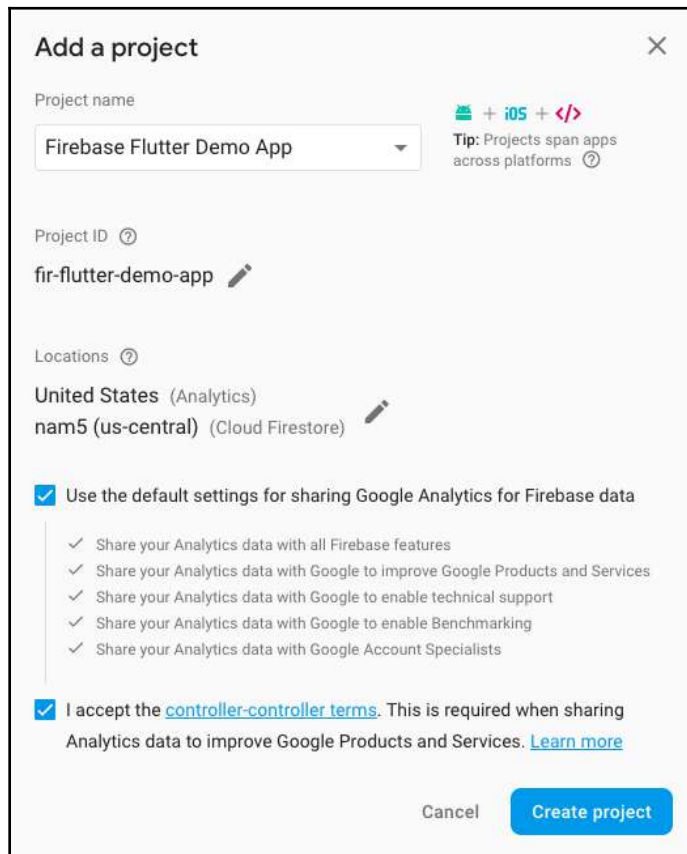 Add a project
Project name
Firebase Flutter Demo App
+ iOS + </>
Tip: Projects span apps
across platforms ?
Project ID ?
fir-flutter-demo-app
Locations ?
United States (Analytics)
nam5 (us-central) (Cloud Firestore)
Use the default settings for sharing Google Analytics for Firebase data
Share your Analytics data with all Firebase features
Share your Analytics data with Google to improve Google Products and Services
Share your Analytics data with Google to enable technical support
Share your Analytics data with Google to enable Benchmarking
Share your Analytics data with Google Account Specialists
I accept the controller-controller terms. This is required when sharing
Analytics data to improve Google Products and Services. Learn more
Cancel Create project